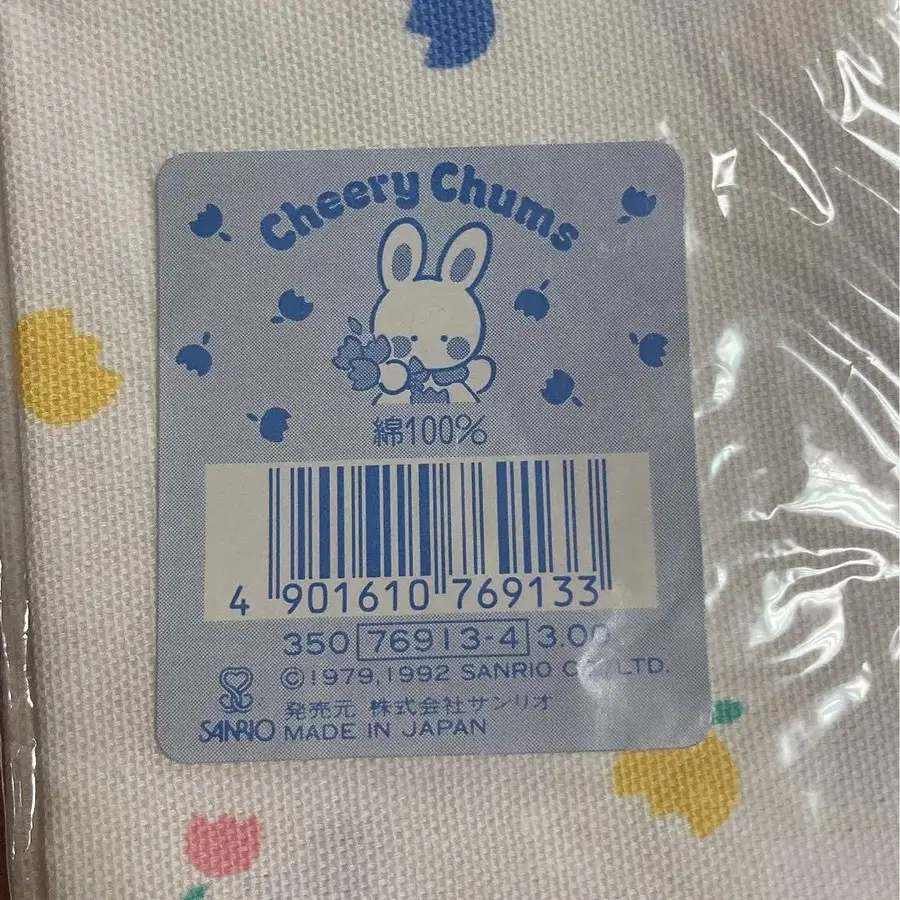 Cheery Chums
綿100%
4 901610 769133
350 76913-4 3.00
©1979,1992 SANRIO CO., LTD.
発売元 株式会社サンリオ
SANRIO MADE IN JAPAN